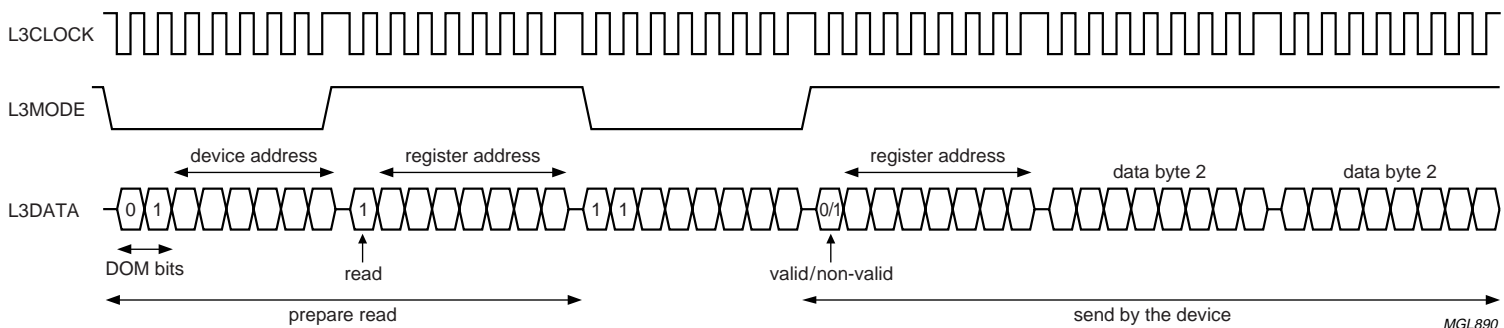 L3CLOCK
L3MODE
device address
register address
register address
data byte 2
data byte 2
L3DATA
0 1
1
1 1
0/1
DOM bits
read
valid/non-valid
prepare read
send by the device
MGL890